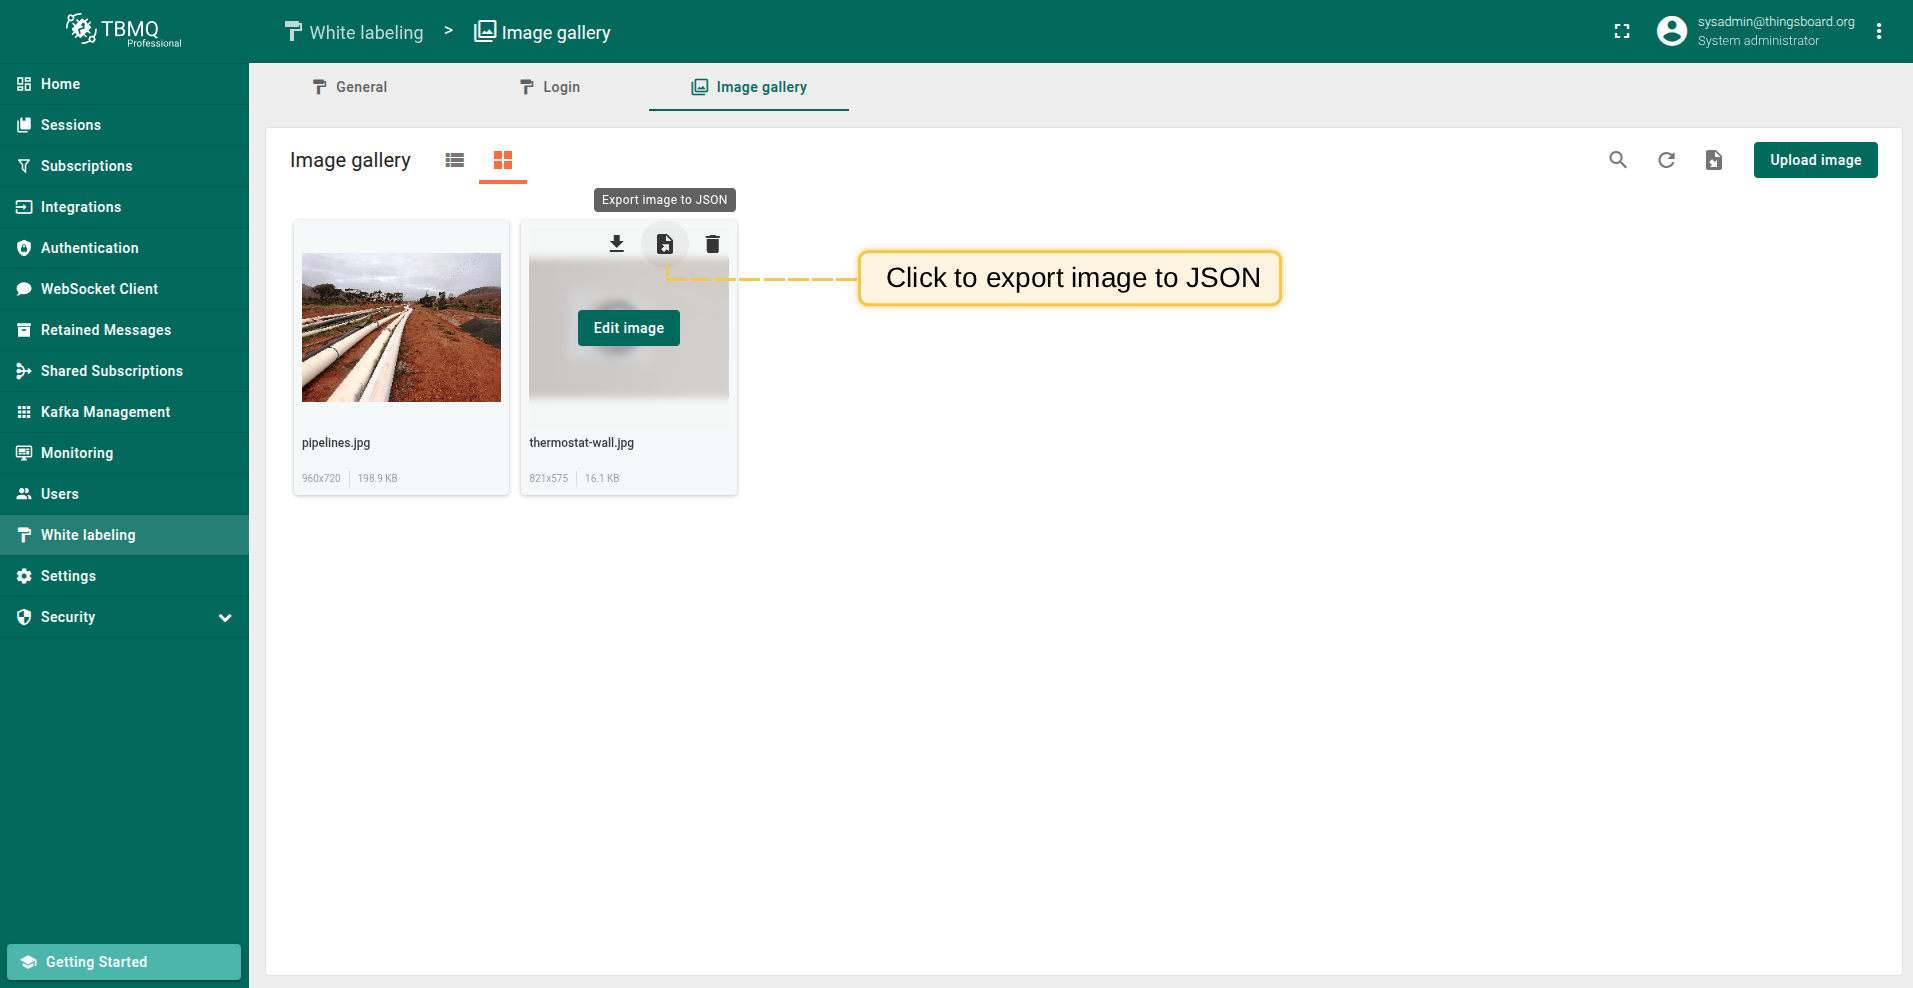 TBMQ
Professional
White labeling > Image gallery
sysadmin@thingsboard.org
System administrator
Home
Sessions
Subscriptions
Integrations
Authentication
WebSocket Client
Retained Messages
Shared Subscriptions
Kafka Management
Monitoring
Users
White labeling
Settings
Security
Getting Started
General
Login
Image gallery
Image gallery
Upload image
Export image to JSON
Click to export image to JSON
Edit image
pipelines.jpg
960x720 198.9 KB
thermostat-wall.jpg
821x575 16.1 KB